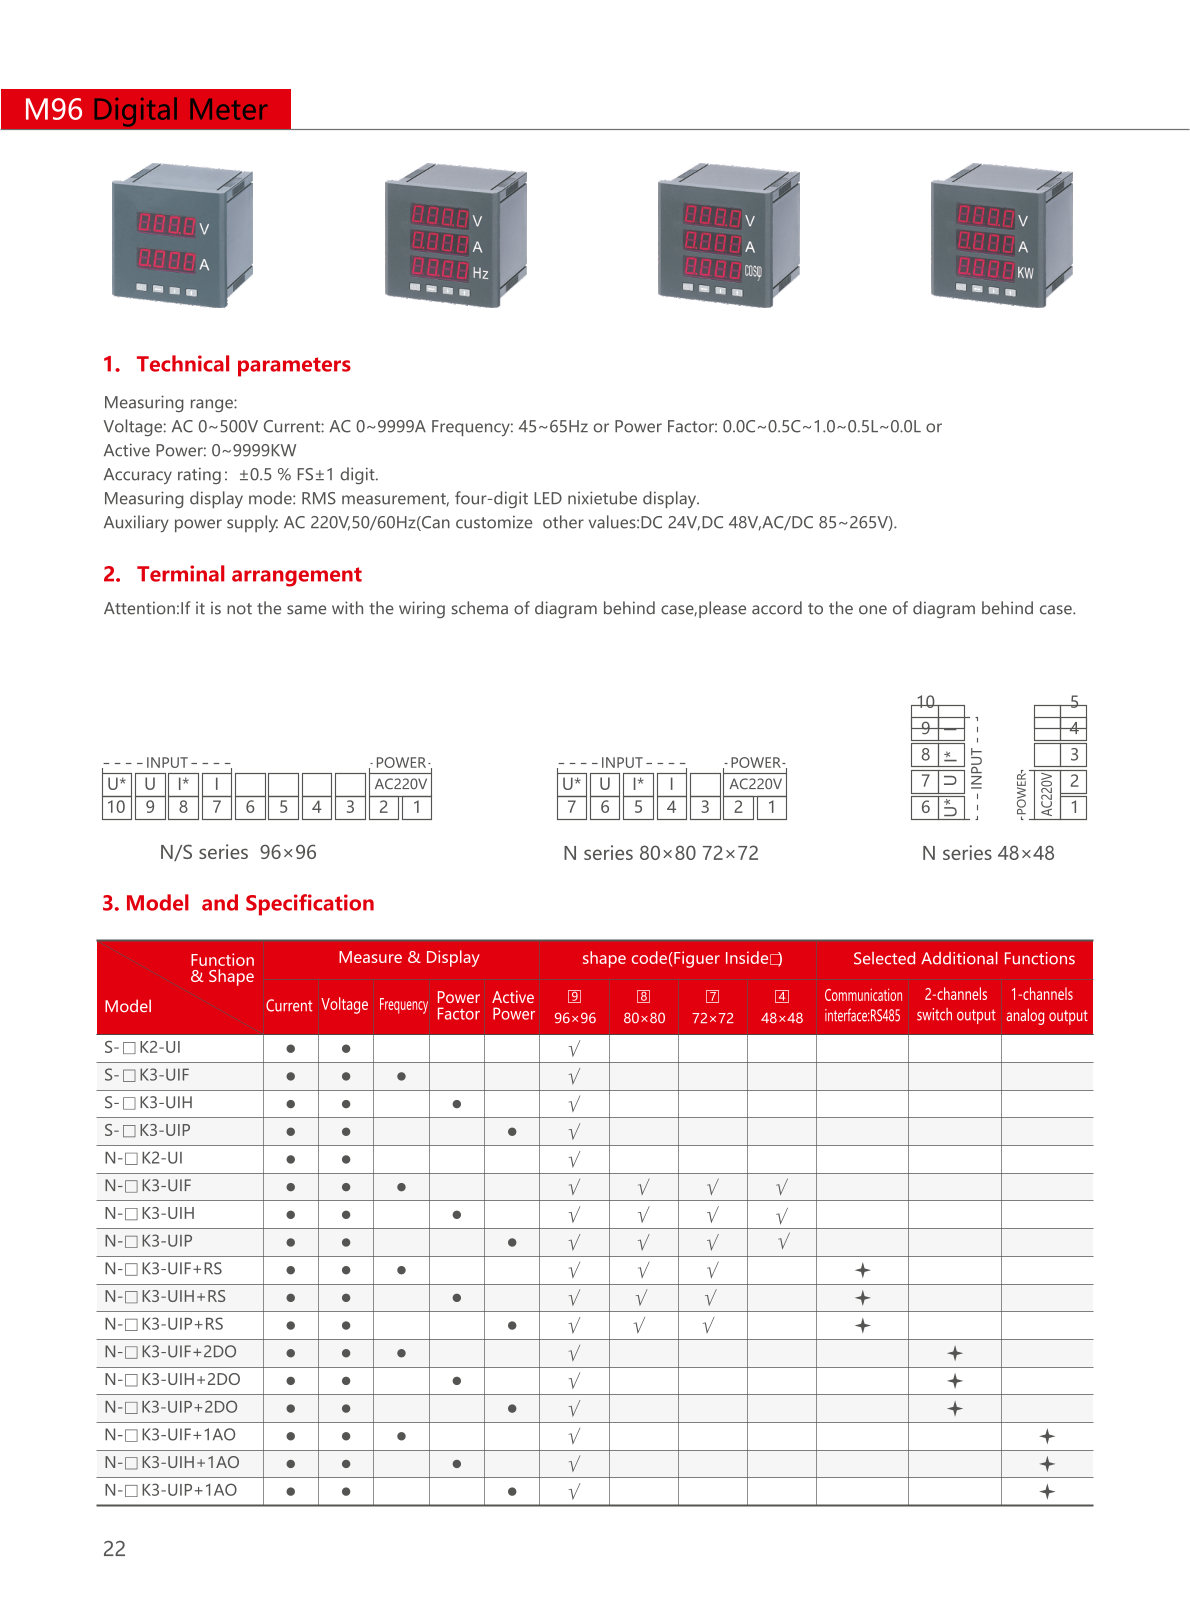 M96 Digital Meter
V
A
V
A
Hz
V
A
cosφ
V
A
KW
1. Technical parameters
Measuring range:
Voltage: AC 0~500V Current: AC 0~9999A Frequency: 45~65Hz or Power Factor: 0.0C~0.5C~1.0~0.5L~0.0L or
Active Power: 0~9999KW
Accuracy rating: ±0.5 % FS±1 digit.
Measuring display mode: RMS measurement, four-digit LED nixietube display.
Auxiliary power supply: AC 220V,50/60Hz(Can customize other values:DC 24V,DC 48V,AC/DC 85~265V).
2. Terminal arrangement
Attention:If it is not the same with the wiring schema of diagram behind case,please accord to the one of diagram behind case.
INPUT POWER
U* U I* I AC220V
10 9 8 7 6 5 4 3 2 1
N/S series 96×96
INPUT POWER
U* U I* I AC220V
7 6 5 4 3 2 1
N series 80×80 72×72
10 5
9 I 4
8 I* 3
7 U 2
6 U* 1
INPUT
POWER
AC220V
N series 48×48
3. Model and Specification
Function & Shape
Model
Measure & Display shape code(Figuer Inside□) Selected Additional Functions
Current Voltage Frequency Power Factor Active Power 9 96×96 8 80×80 7 72×72 4 48×48 Communication interface:RS485 2-channels switch output 1-channels analog output
S-□K2-UI ● ● √
S-□K3-UIF ● ● ● √
S-□K3-UIH ● ● ● √
S-□K3-UIP ● ● ● √
N-□K2-UI ● ● √
N-□K3-UIF ● ● ● √ √ √ √
N-□K3-UIH ● ● ● √ √ √ √
N-□K3-UIP ● ● ● √ √ √ √
N-□K3-UIF+RS ● ● ● √ √ √ ✦
N-□K3-UIH+RS ● ● ● √ √ √ ✦
N-□K3-UIP+RS ● ● ● √ √ √ ✦
N-□K3-UIF+2DO ● ● ● √ ✦
N-□K3-UIH+2DO ● ● ● √ ✦
N-□K3-UIP+2DO ● ● ● √ ✦
N-□K3-UIF+1AO ● ● ● √ ✦
N-□K3-UIH+1AO ● ● ● √ ✦
N-□K3-UIP+1AO ● ● ● √ ✦
22